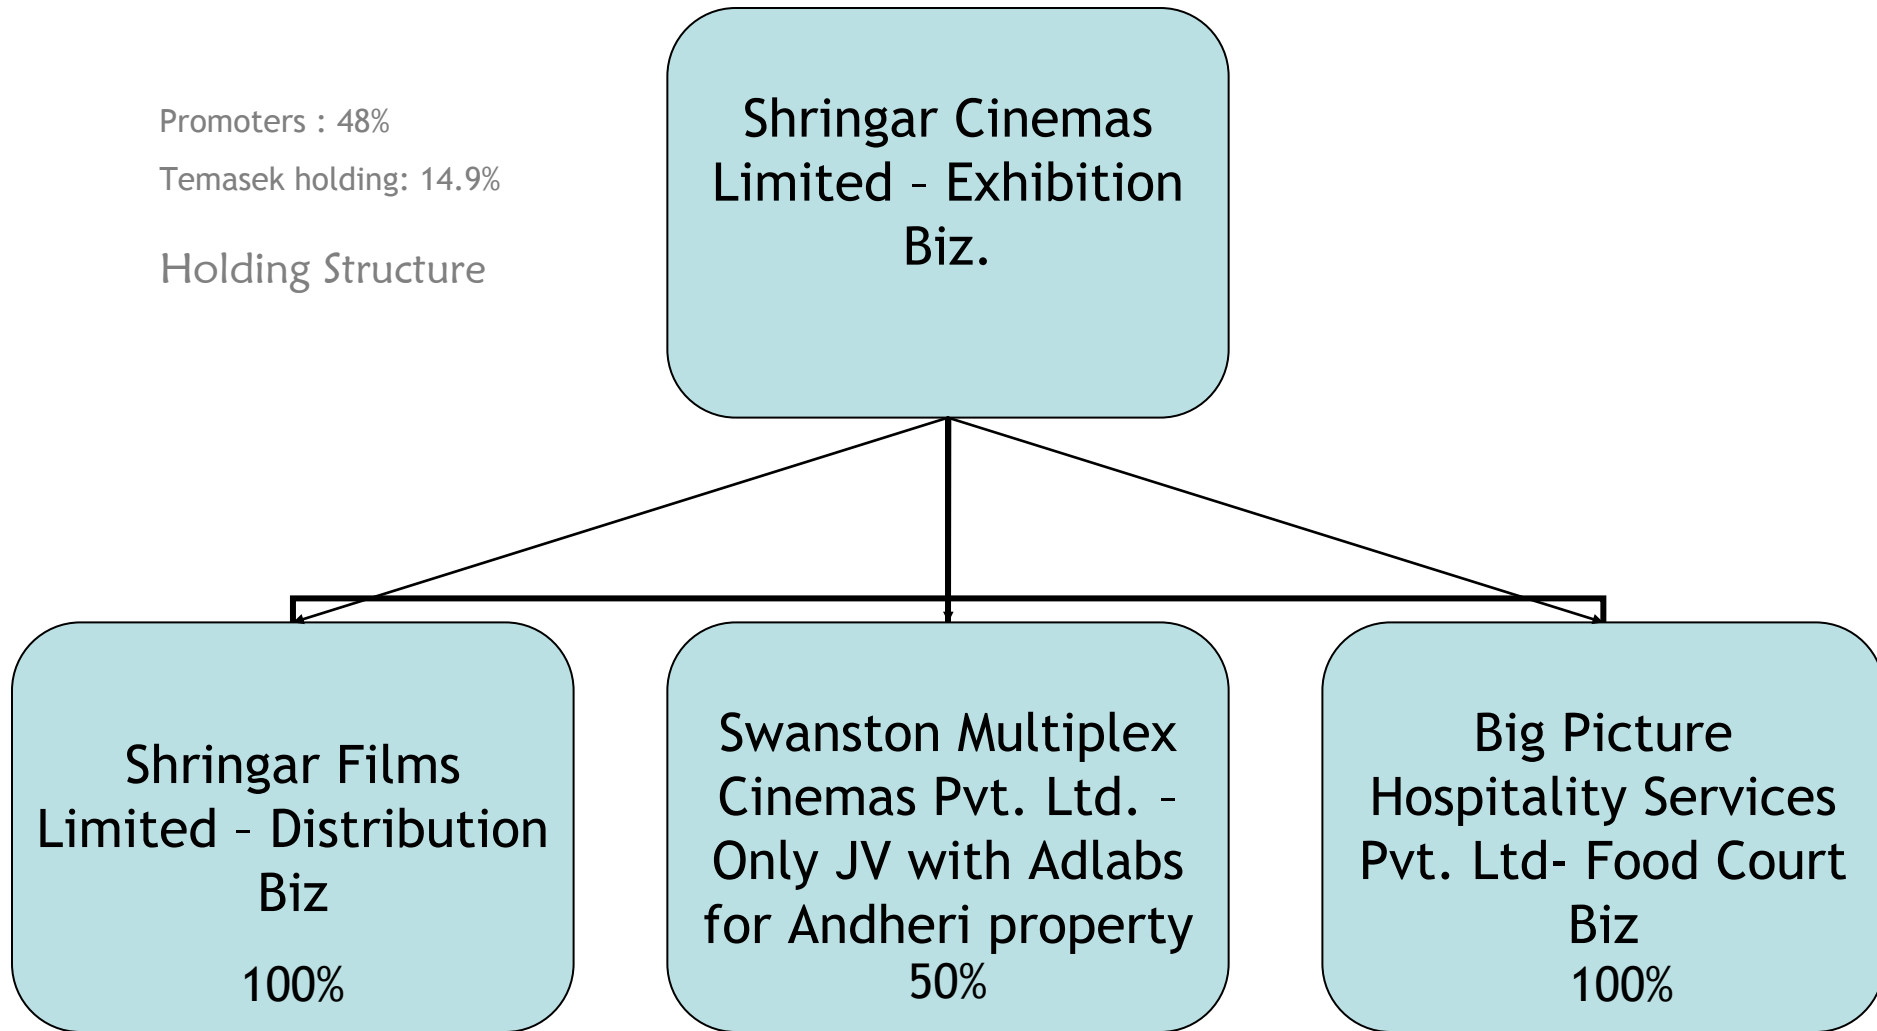 Promoters : 48%
Temasek holding: 14.9%
Holding Structure
Shringar Cinemas
Limited – Exhibition
Biz.
Shringar Films
Limited – Distribution
Biz
100%
Swanston Multiplex
Cinemas Pvt. Ltd. –
Only JV with Adlabs
for Andheri property
50%
Big Picture
Hospitality Services
Pvt. Ltd- Food Court
Biz
100%